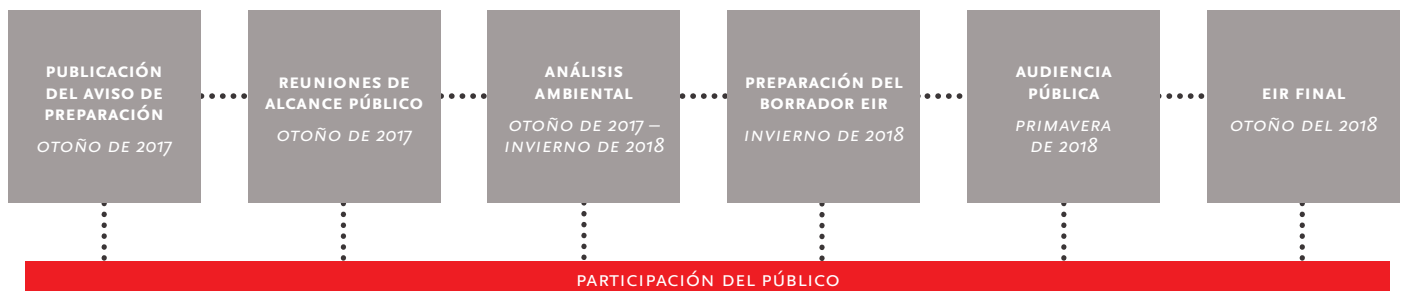 PUBLICACIÓN
DEL AVISO DE
PREPARACIÓN
OTOÑO DE 2017
REUNIONES DE
ALCANCE PÚBLICO
OTOÑO DE 2017
ANÁLISIS
AMBIENTAL
OTOÑO DE 2017 –
INVIERNO DE 2018
PREPARACIÓN DEL
BORRADOR EIR
INVIERNO DE 2018
AUDIENCIA
PÚBLICA
PRIMAVERA
DE 2018
EIR FINAL
OTOÑO DEL 2018
PARTICIPACIÓN DEL PÚBLICO